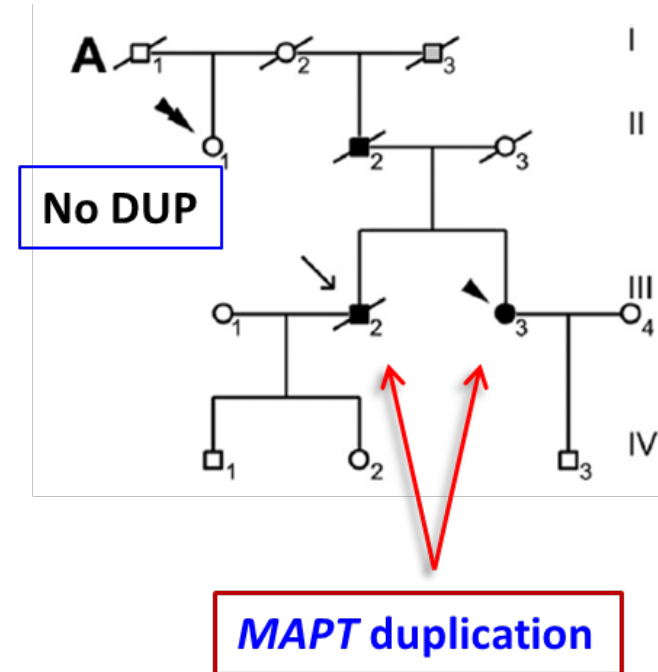 A 1 2 3 I
1 2 3 II
No DUP
1 2 3 4 III
1 2 3 IV
MAPT duplication